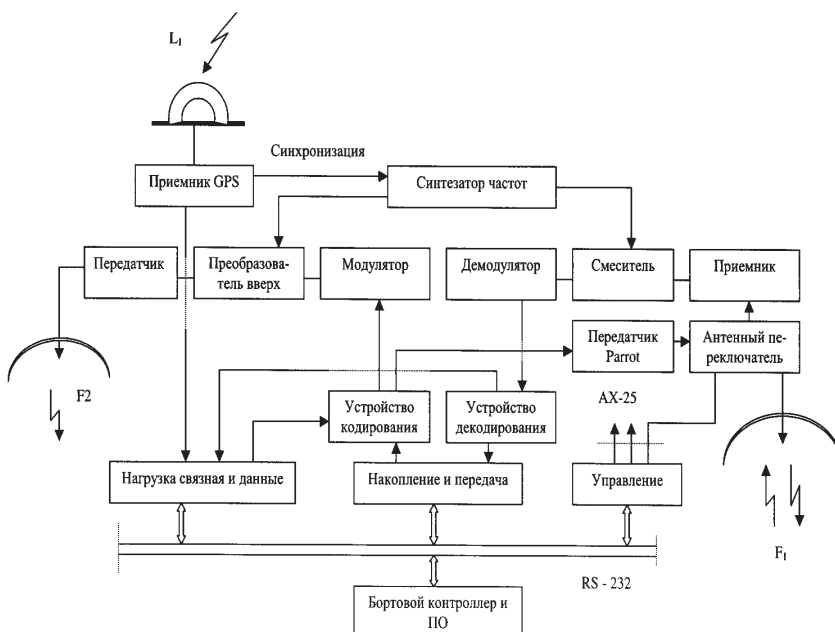 L1
Синхронизация
Приемник GPS
Синтезатор частот
Передатчик
Преобразова-
тель вверх
Модулятор
Демодулятор
Смеситель
Приемник
Передатчик
Parrot
Антенный пе-
реключатель
F2
AX-25
Устройство
кодирования
Устройство
декодирования
Нагрузка связная и данные
Накопление и передача
Управление
F1
RS - 232
Бортовой контроллер и
ПО